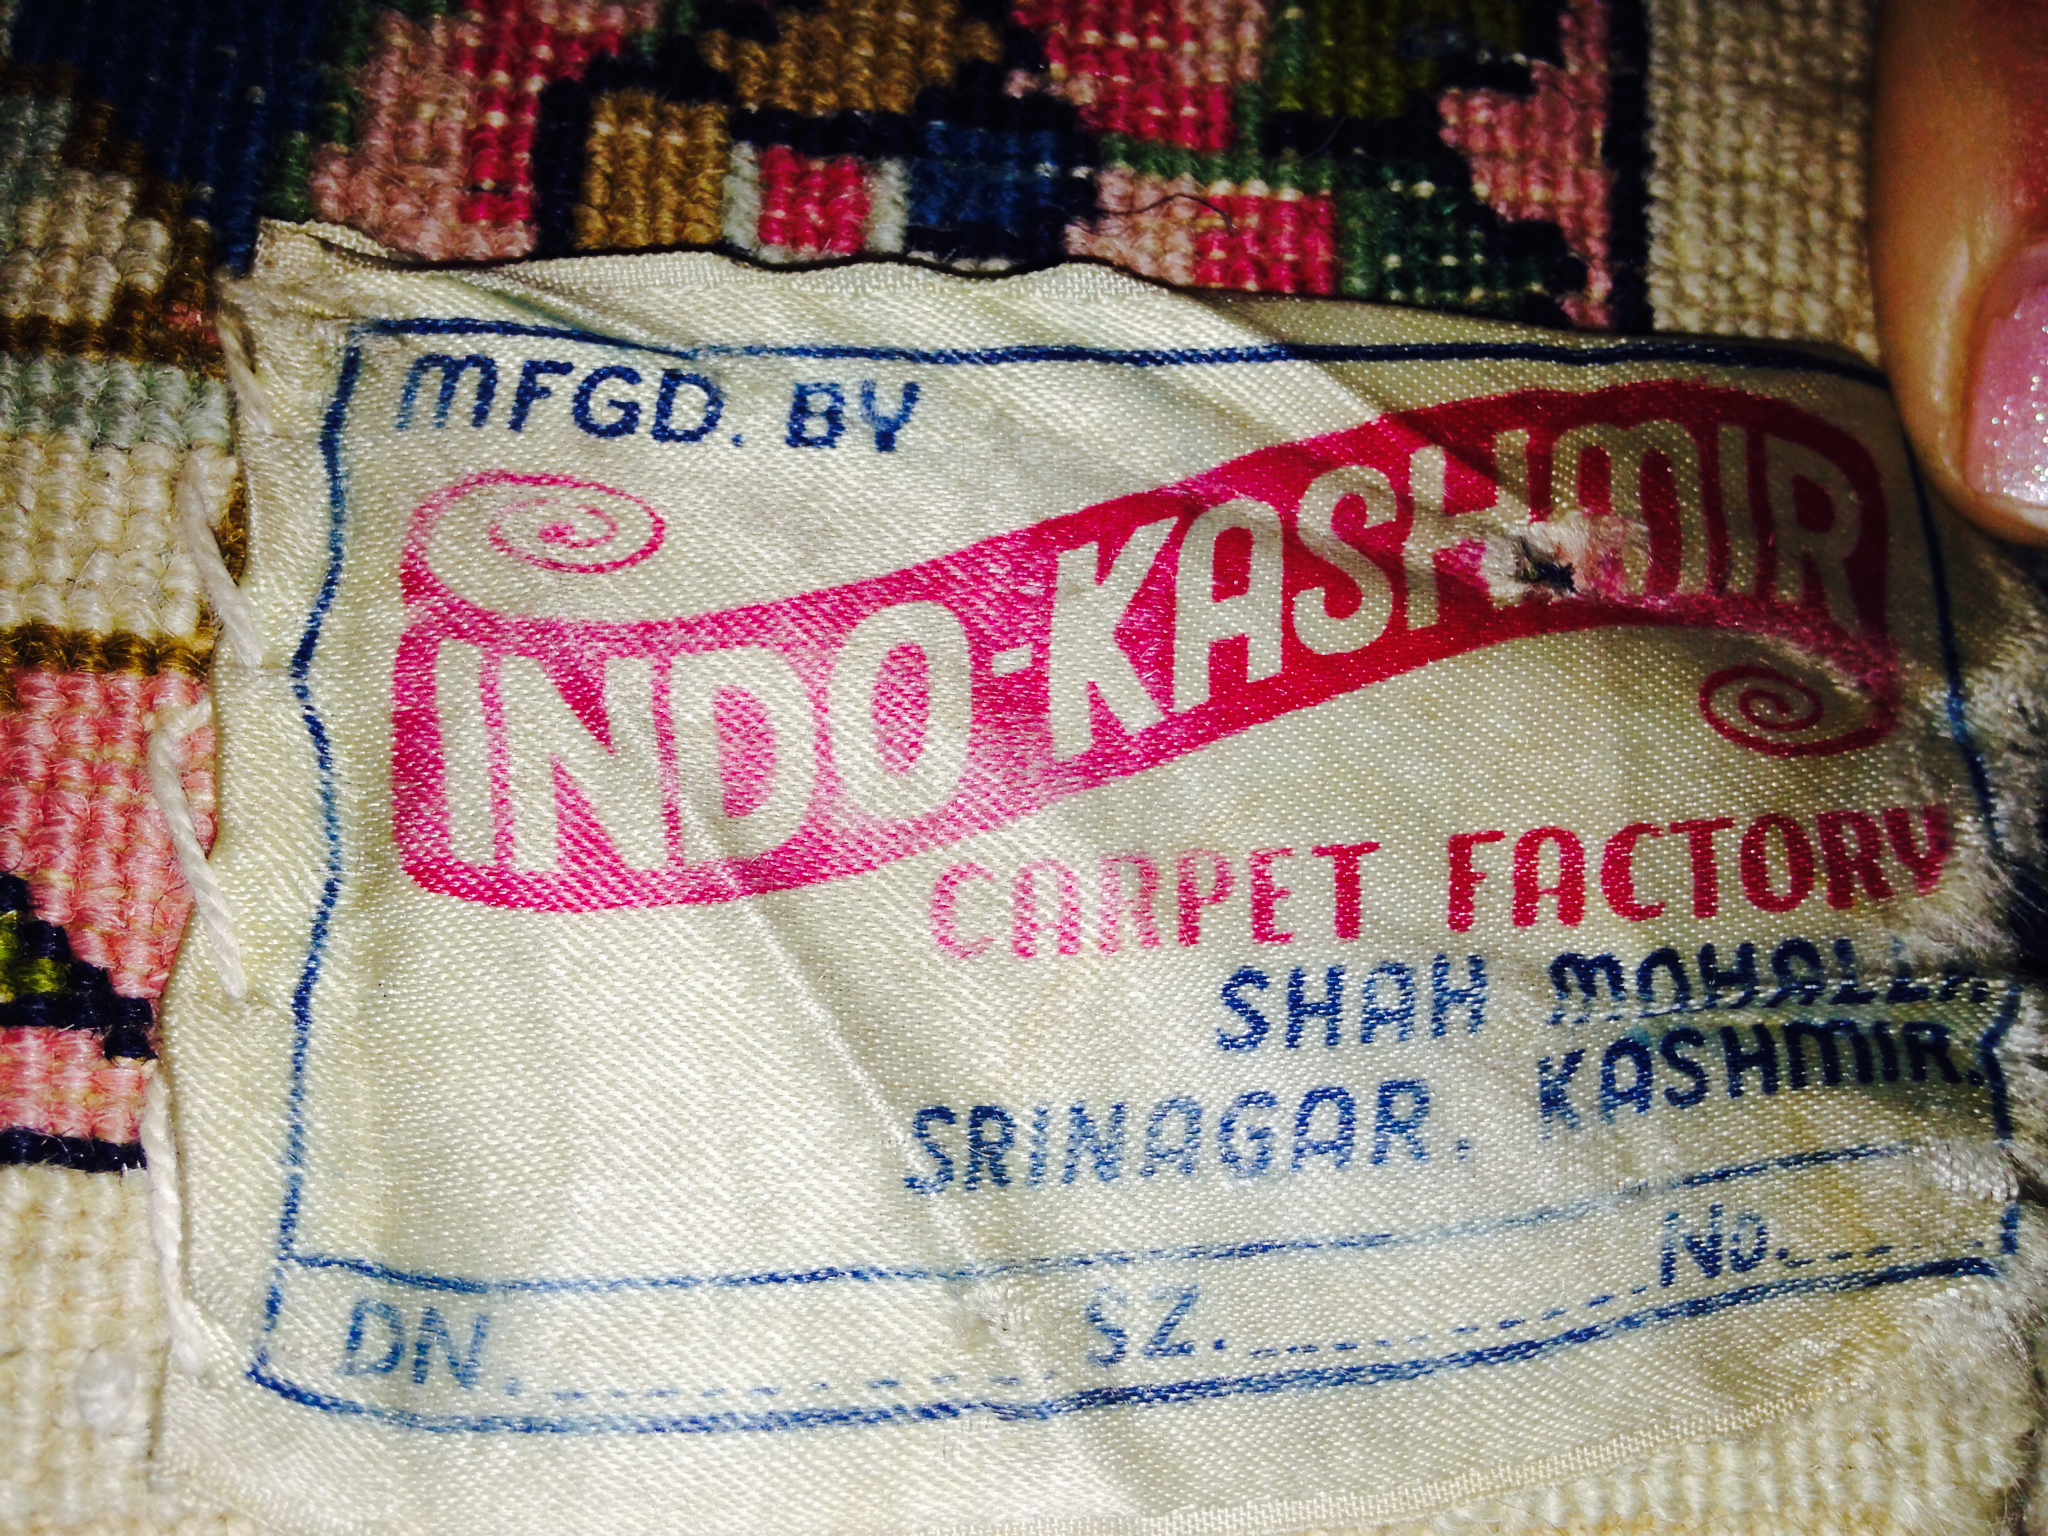 MFGD. BY
INDO-KASHMIR
CARPET FACTORY
SHAH MOHALLA
SRINAGAR, KASHMIR.
DN. SZ. No.